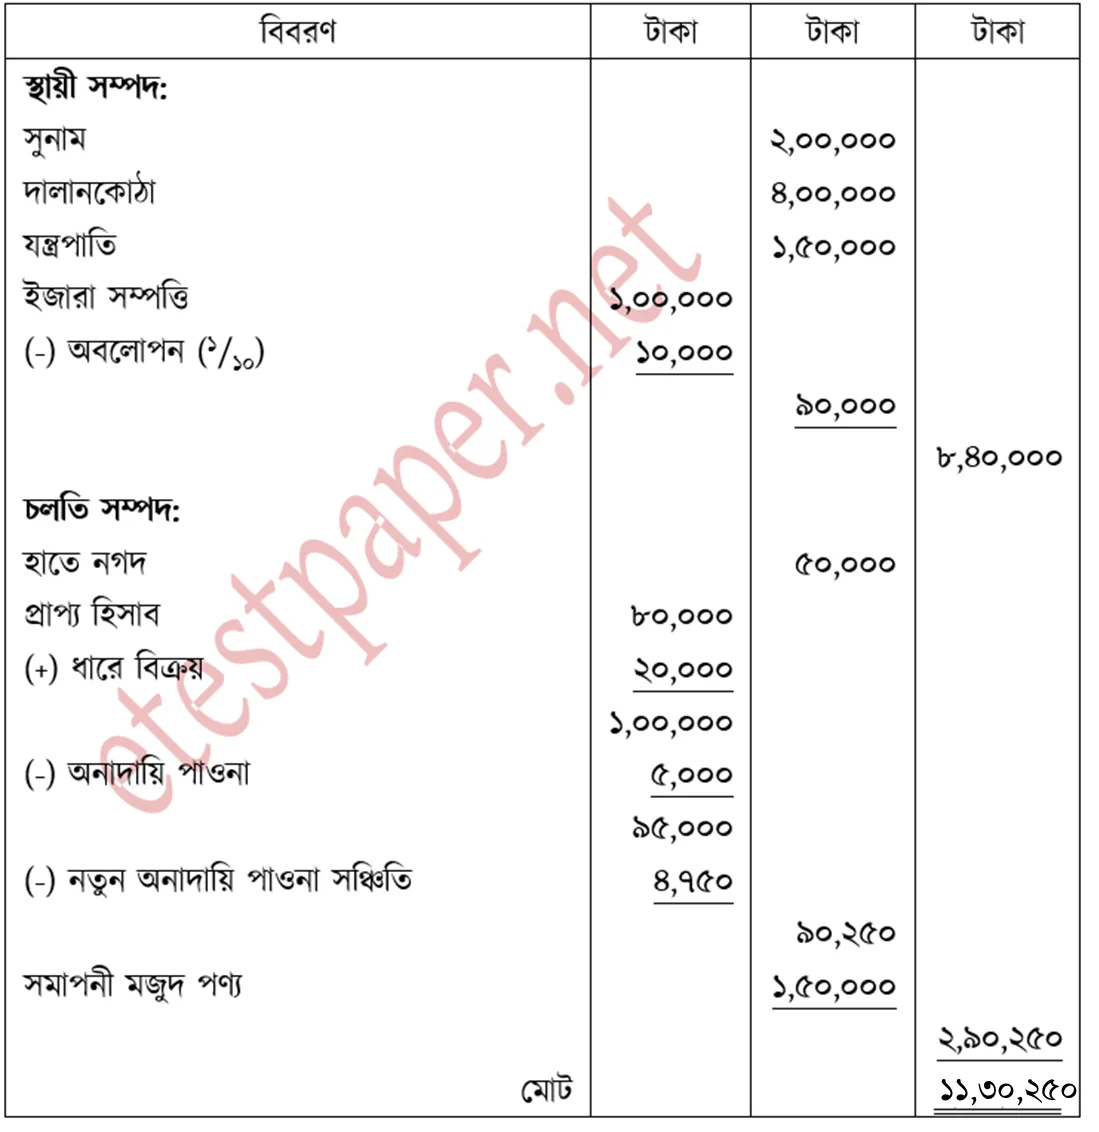 বিবরণ টাকা টাকা টাকা
স্থায়ী সম্পদ:
সুনাম ২,০০,০০০
দালানকোঠা ৪,০০,০০০
যন্ত্রপাতি ১,৫০,০০০
ইজারা সম্পত্তি ১,০০,০০০
(-) অবলোপন (১/১০) ১০,০০০
৯০,০০০
৮,৪০,০০০
চলতি সম্পদ:
হাতে নগদ ৫০,০০০
প্রাপ্য হিসাব ৮০,০০০
(+) ধারে বিক্রয় ২০,০০০
১,০০,০০০
(-) অনাদায়ি পাওনা ৫,০০০
৯৫,০০০
(-) নতুন অনাদায়ি পাওনা সঞ্চিতি ৪,৭৫০
৯০,২৫০
সমাপনী মজুদ পণ্য ১,৫০,০০০
২,৯০,২৫০
মোট ১১,৩০,২৫০
etestpaper.net